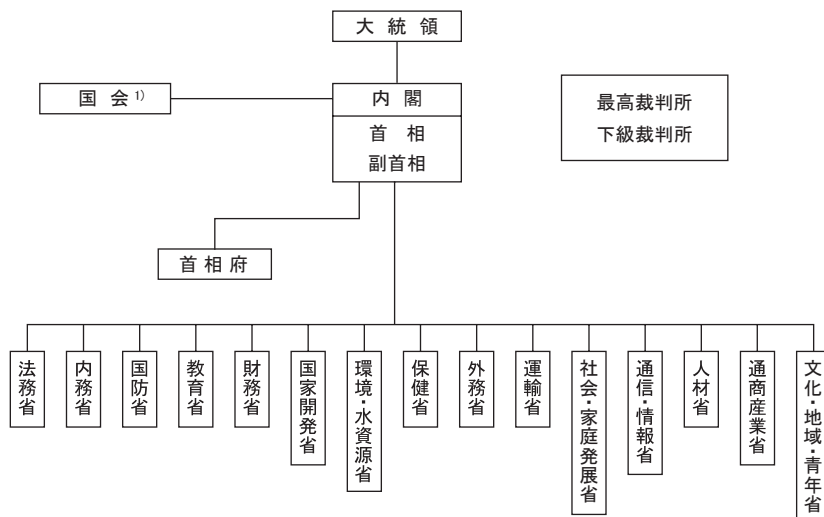 大統領
国会 1)
内閣
首相
副首相
最高裁判所
下級裁判所
首相府
法務省
内務省
国防省
教育省
財務省
国家開発省
環境・水資源省
保健省
外務省
運輸省
社会・家庭発展省
通信・情報省
人材省
通商産業省
文化・地域・青年省